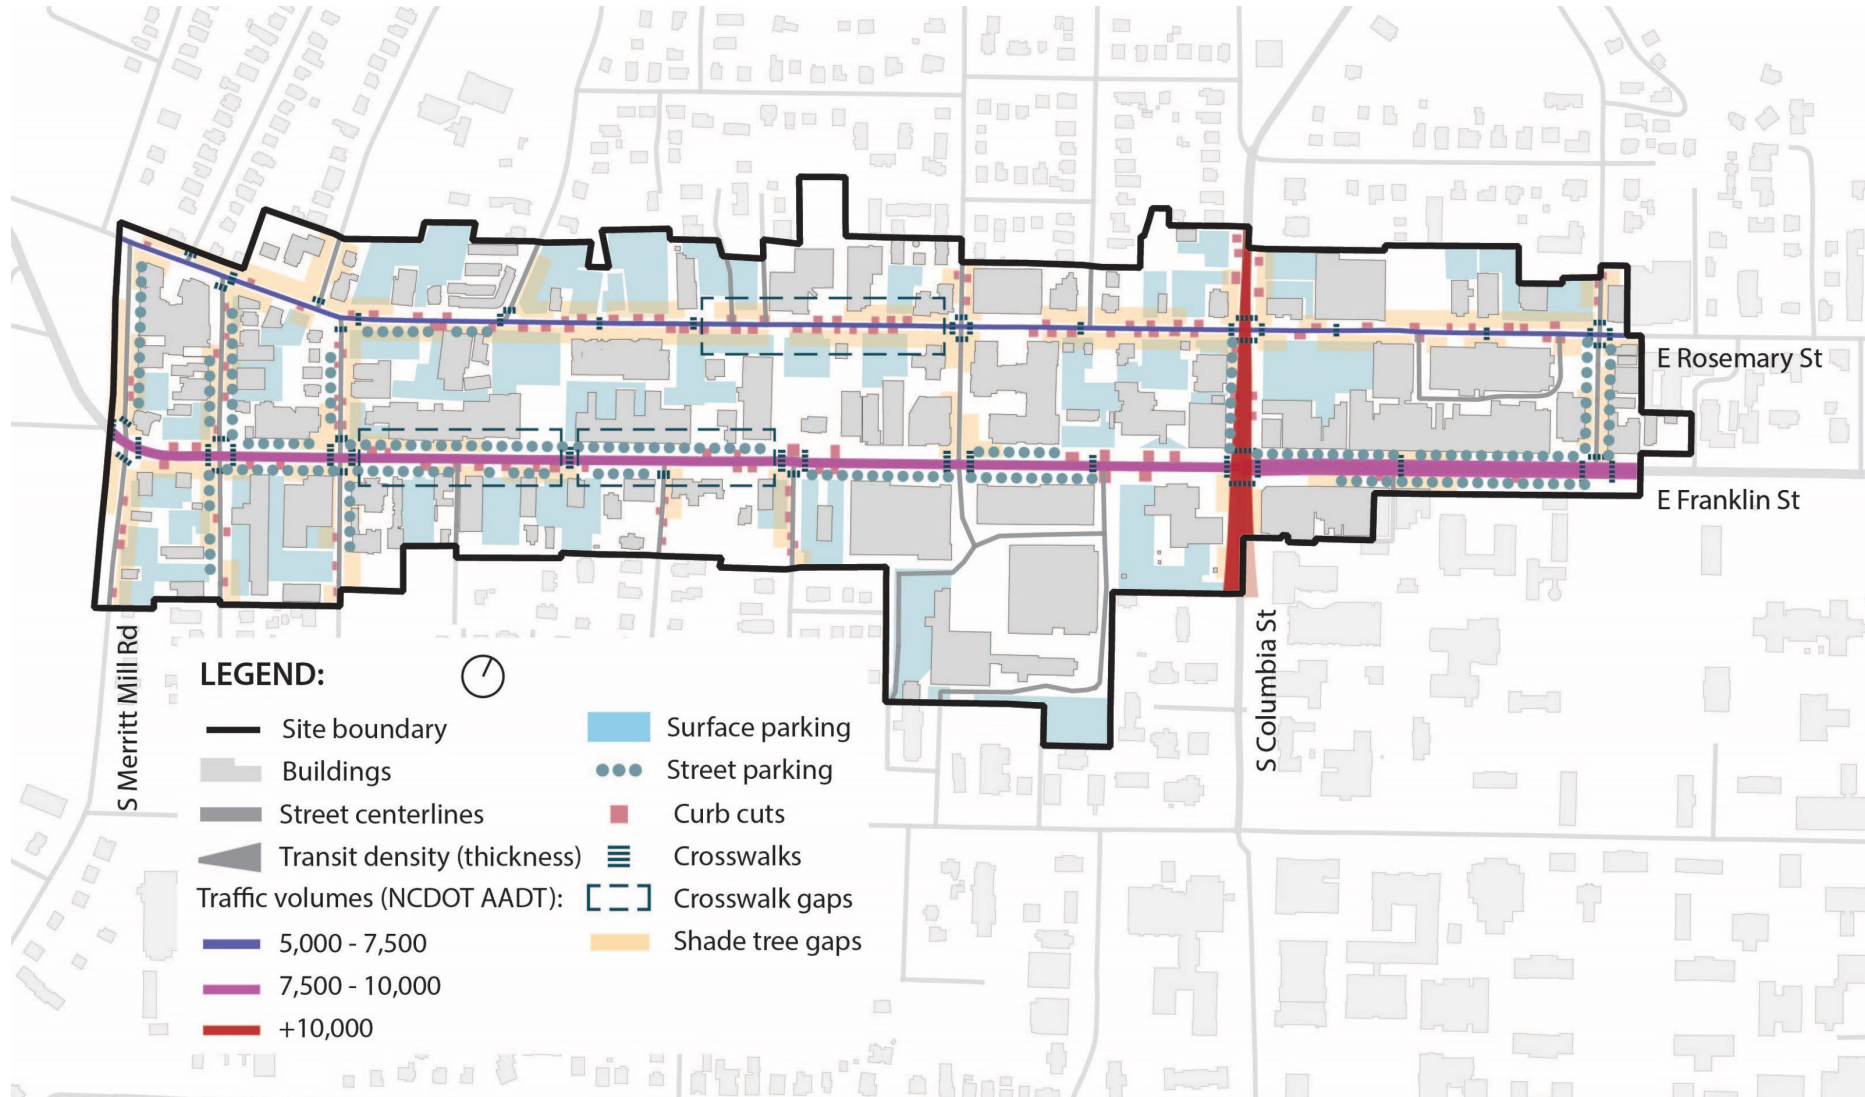 E Rosemary St
E Franklin St
S Merritt Mill Rd
S Columbia St
LEGEND:
Site boundary
Buildings
Street centerlines
Transit density (thickness)
Traffic volumes (NCDOT AADT):
5,000 - 7,500
7,500 - 10,000
+10,000
Surface parking
Street parking
Curb cuts
Crosswalks
Crosswalk gaps
Shade tree gaps